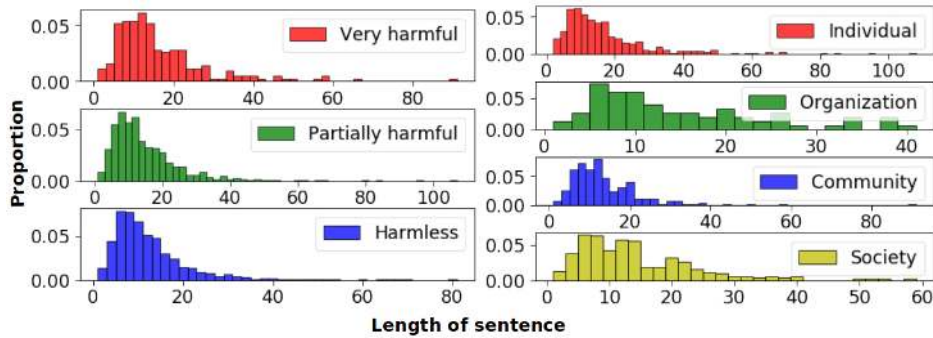 Proportion
0.05
0.00
Very harmful
0 20 40 60 80
0.05
0.00
Partially harmful
0 20 40 60 80 100
0.05
0.00
Harmless
0 20 40 60 80
0.05
0.00
Individual
0 20 40 60 80 100
0.05
0.00
Organization
0 10 20 30 40
0.05
0.00
Community
0 20 40 60 80
0.05
0.00
Society
0 10 20 30 40 50 60
Length of sentence